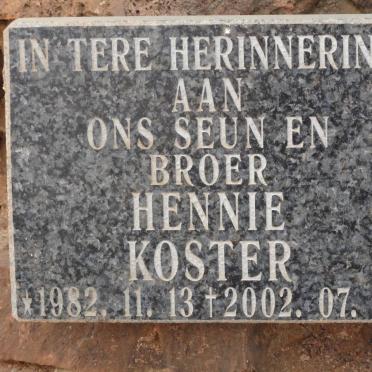 IN TERE HERINNERIN
AAN
ONS SEUN EN
BROER
HENNIE
KOSTER
*1982. 11. 13 †2002. 07.